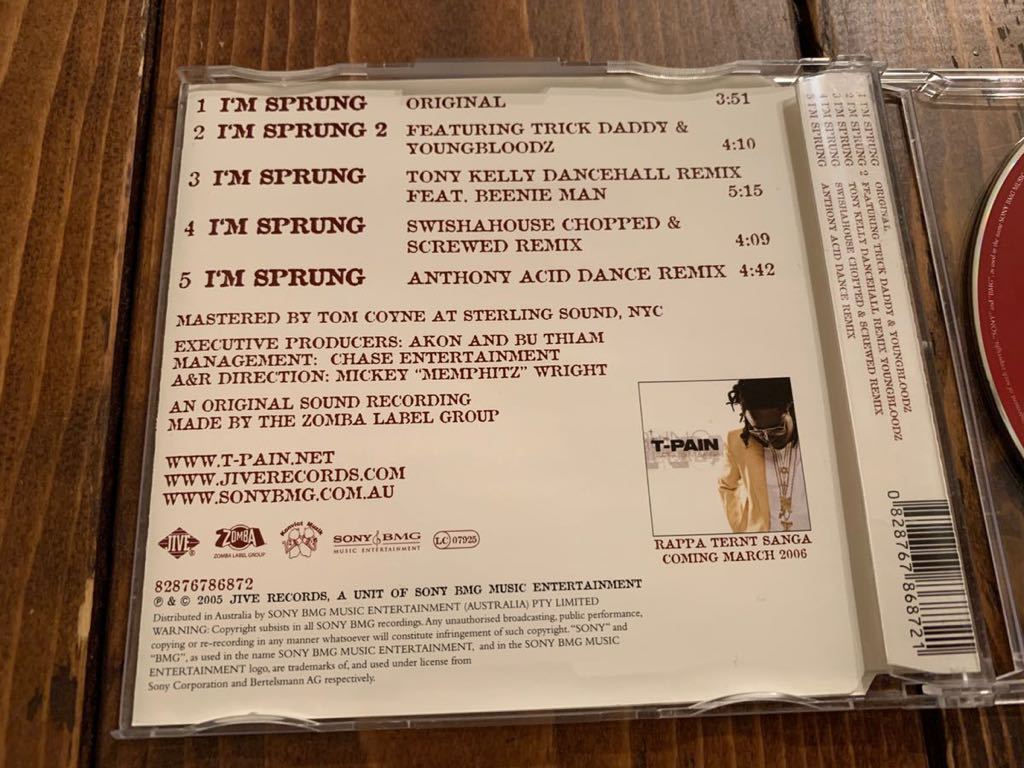 1 I'M SPRUNG ORIGINAL 3:51
2 I'M SPRUNG 2 FEATURING TRICK DADDY &
YOUNGBLOODZ 4:10
3 I'M SPRUNG TONY KELLY DANCEHALL REMIX
FEAT. BEENIE MAN 5:15
4 I'M SPRUNG SWISHAHOUSE CHOPPED &
SCREWED REMIX 4:09
5 I'M SPRUNG ANTHONY ACID DANCE REMIX 4:42
MASTERED BY TOM COYNE AT STERLING SOUND, NYC
EXECUTIVE PRODUCERS: AKON AND BU THIAM
MANAGEMENT: CHASE ENTERTAINMENT
A&R DIRECTION: MICKEY "MEMPHITZ" WRIGHT
AN ORIGINAL SOUND RECORDING
MADE BY THE ZOMBA LABEL GROUP
WWW.T-PAIN.NET
WWW.JIVERECORDS.COM
WWW.SONYBMG.COM.AU
T-PAIN
RAPPA TERNT SANGA
COMING MARCH 2006
JIVE
ZOMBA
ZOMBA LABEL GROUP
Konvict Muzik
SONY BMG
MUSIC ENTERTAINMENT
LC 07925
82876786872
℗ & © 2005 JIVE RECORDS, A UNIT OF SONY BMG MUSIC ENTERTAINMENT
Distributed in Australia by SONY BMG MUSIC ENTERTAINMENT (AUSTRALIA) PTY LIMITED
WARNING: Copyright subsists in all SONY BMG recordings. Any unauthorised broadcasting, public performance,
copying or re-recording in any manner whatsoever will constitute infringement of such copyright. "SONY" and
"BMG", as used in the name SONY BMG MUSIC ENTERTAINMENT, and in the SONY BMG MUSIC
ENTERTAINMENT logo, are trademarks of, and used under license from
Sony Corporation and Bertelsmann AG respectively.
1 I'M SPRUNG ORIGINAL
2 I'M SPRUNG 2 FEATURING TRICK DADDY & YOUNGBLOODZ
3 I'M SPRUNG TONY KELLY DANCEHALL REMIX YOUNGBLOODZ
4 I'M SPRUNG SWISHAHOUSE CHOPPED & SCREWED REMIX
5 I'M SPRUNG ANTHONY ACID DANCE REMIX
0 82876 78687 2 1